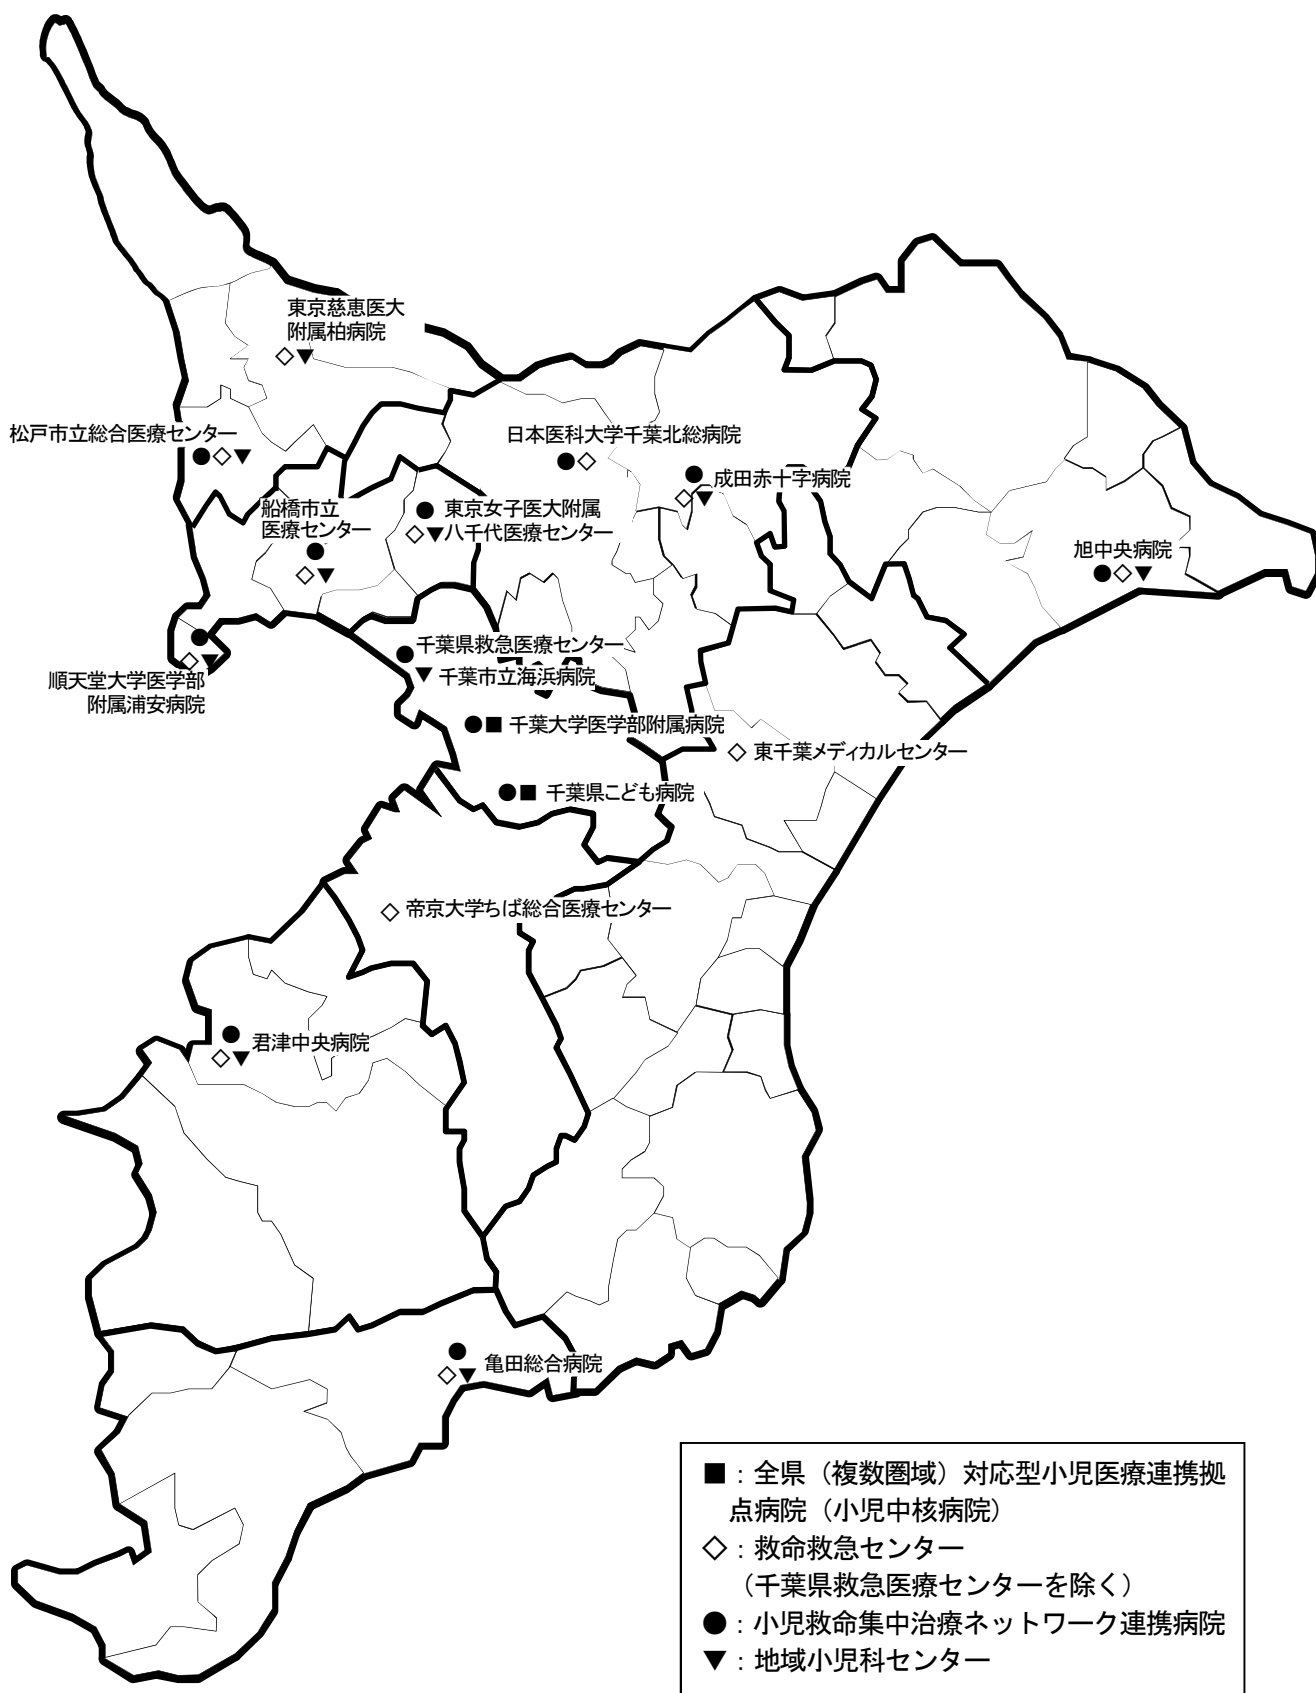 東京慈恵医大
附属柏病院
◇▼
松戸市立総合医療センター
●◇▼
日本医科大学千葉北総病院
●◇
●
成田赤十字病院
◇▼
船橋市立
医療センター
●
◇▼
● 東京女子医大附属
◇▼八千代医療センター
旭中央病院
●◇▼
●
◇▼
順天堂大学医学部
附属浦安病院
● 千葉県救急医療センター
▼ 千葉市立海浜病院
●■ 千葉大学医学部附属病院
◇ 東千葉メディカルセンター
●■ 千葉県こども病院
◇ 帝京大学ちば総合医療センター
●
君津中央病院
◇▼
●
亀田総合病院
◇▼
■：全県（複数圏域）対応型小児医療連携拠
点病院（小児中核病院）
◇：救命救急センター
（千葉県救急医療センターを除く）
●：小児救命集中治療ネットワーク連携病院
▼：地域小児科センター